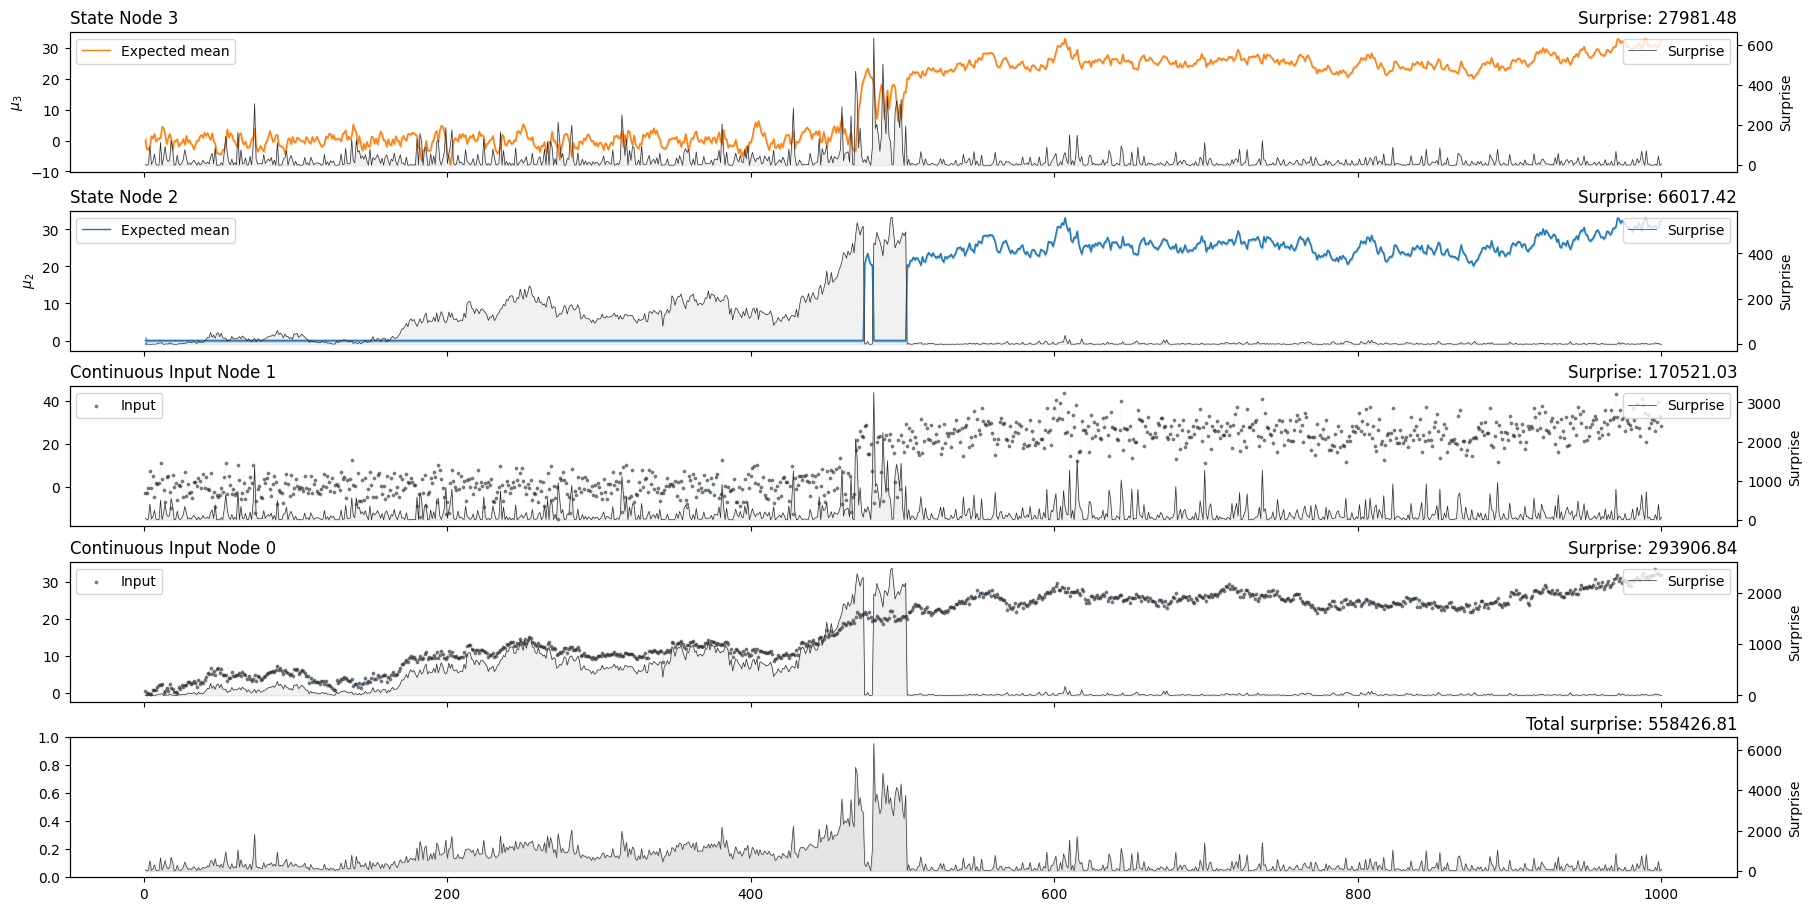 State Node 3 Surprise: 27981.48
Expected mean
Surprise
30
20
10
0
−10
μ3
600
400
200
0
Surprise
State Node 2 Surprise: 66017.42
Expected mean
Surprise
30
20
10
0
μ2
400
200
0
Surprise
Continuous Input Node 1 Surprise: 170521.03
Input
Surprise
40
20
0
3000
2000
1000
0
Surprise
Continuous Input Node 0 Surprise: 293906.84
Input
Surprise
30
20
10
0
2000
1000
0
Surprise
Total surprise: 558426.81
1.0
0.8
0.6
0.4
0.2
0.0
6000
4000
2000
0
Surprise
0 200 400 600 800 1000